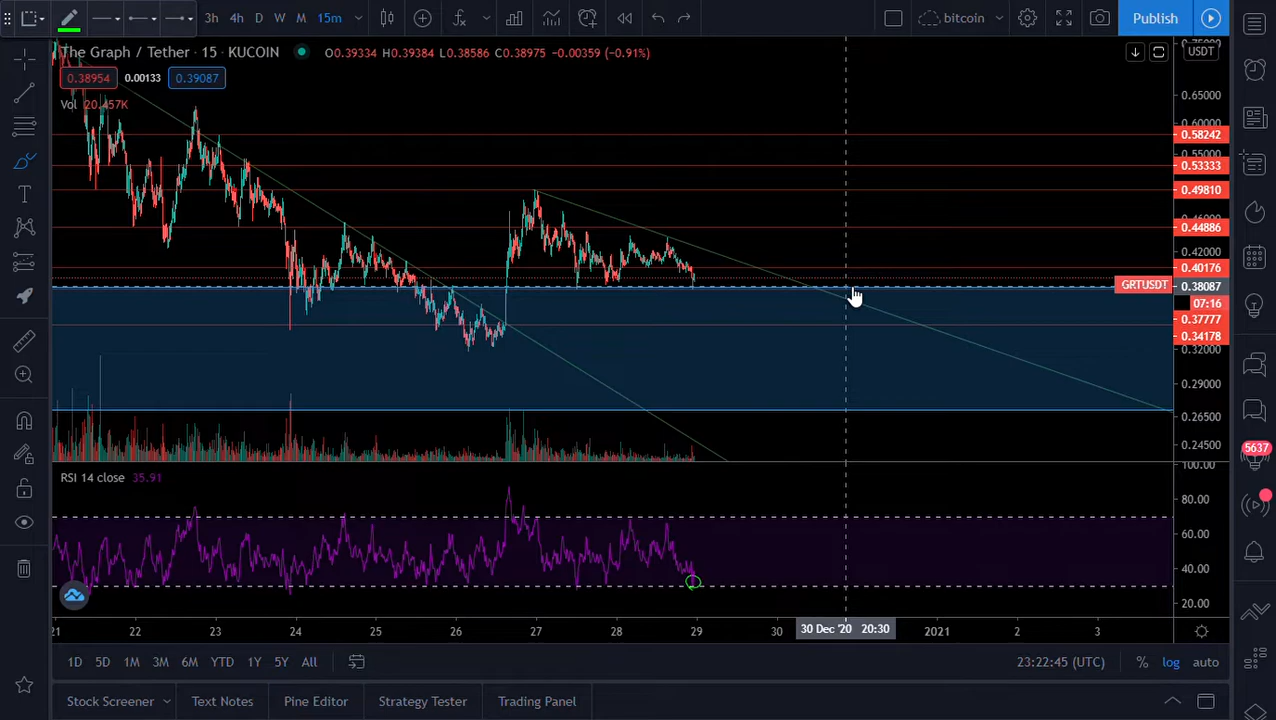 3h 4h D W M 15m bitcoin Publish
The Graph / Tether · 15 · KUCOIN O0.39334 H0.39384 L0.38586 C0.38975 −0.00359 (−0.91%)
USDT
0.38954 0.00133 0.39087
Vol 20.457K
0.65000
0.60000
0.58242
0.55000
0.53333
0.49810
0.44886
0.42000
0.40176
GRTUSDT 0.38087
07:16
0.37777
0.34178
0.32000
0.29000
0.26500
0.24500
5637
RSI 14 close 35.91
100.00
80.00
60.00
40.00
20.00
21 22 23 24 25 26 27 28 29 30 30 Dec '20 20:30 2021 2 3
1D 5D 1M 3M 6M YTD 1Y 5Y All 23:22:45 (UTC) % log auto
Stock Screener Text Notes Pine Editor Strategy Tester Trading Panel